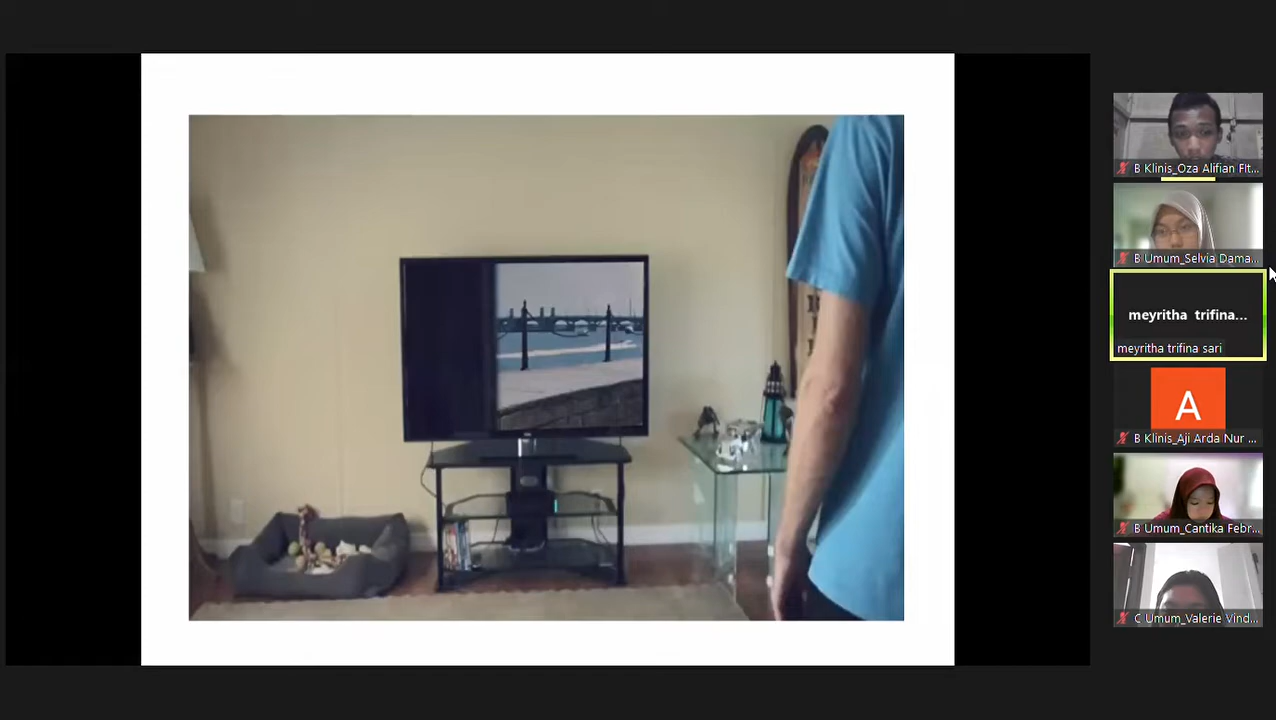 B Klinis_Oza Alifian FIt...
B Umum_Selvia Dama...
meyritha trifina...
meyritha trifina sari
A
B Klinis_Aji Arda Nur ...
B Umum_Cantika Febr...
C Umum_Valerie Vind...